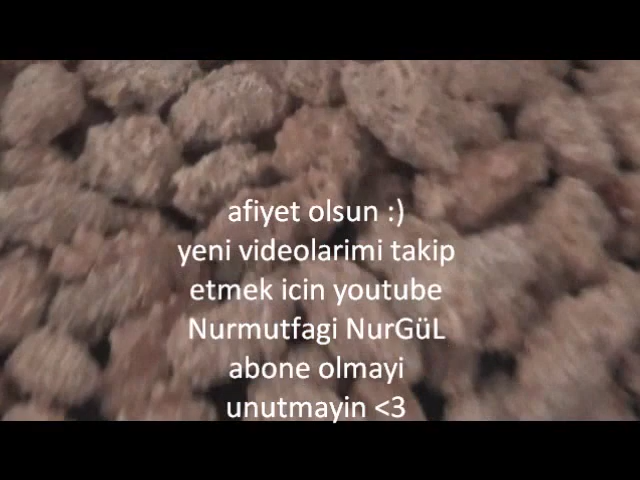 afiyet olsun :)
yeni videolarimi takip
etmek icin youtube
Nurmutfagi NurGüL
abone olmayi
unutmayin <3